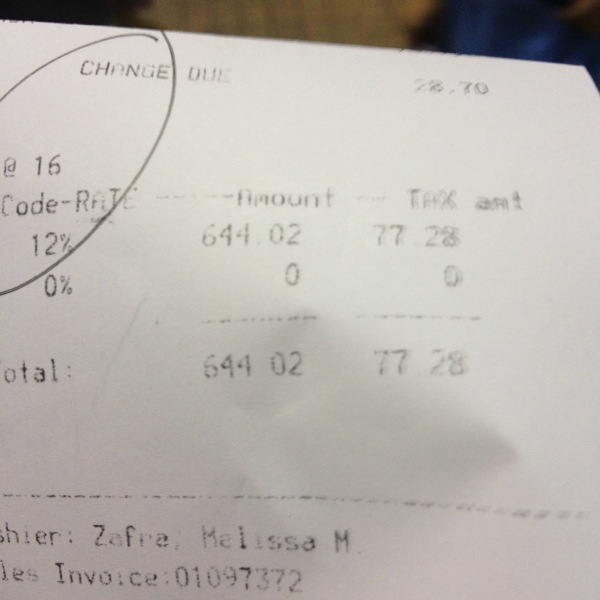 CHANGE DUE 28.70
@ 16
Code-RATE -----Amount --- TAX amt
12% 644.02 77.28
0% 0 0
otal: 644.02 77.28
shier: Zafra, Melissa M.
les Invoice:01097372